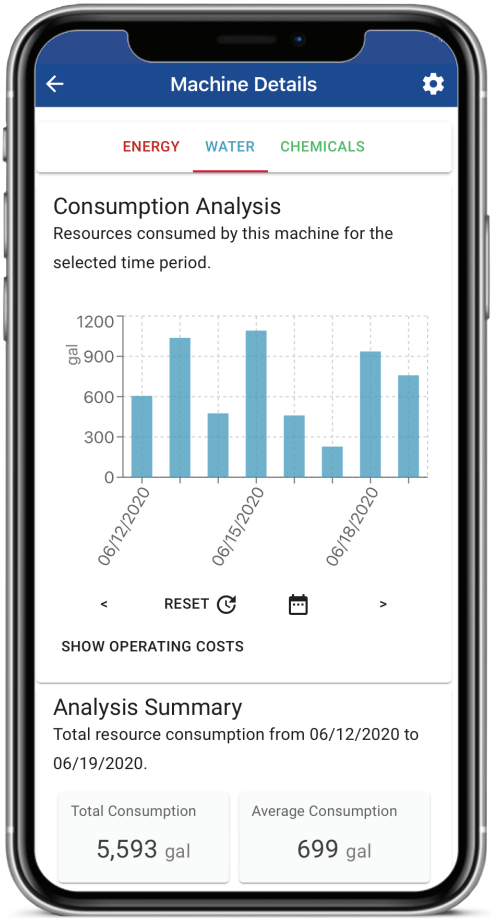 Machine Details
ENERGY WATER CHEMICALS
Consumption Analysis
Resources consumed by this machine for the
selected time period.
1200
900
600
300
0
gal
06/12/2020 06/15/2020 06/18/2020
< RESET >
SHOW OPERATING COSTS
Analysis Summary
Total resource consumption from 06/12/2020 to
06/19/2020.
Total Consumption Average Consumption
5,593 gal 699 gal